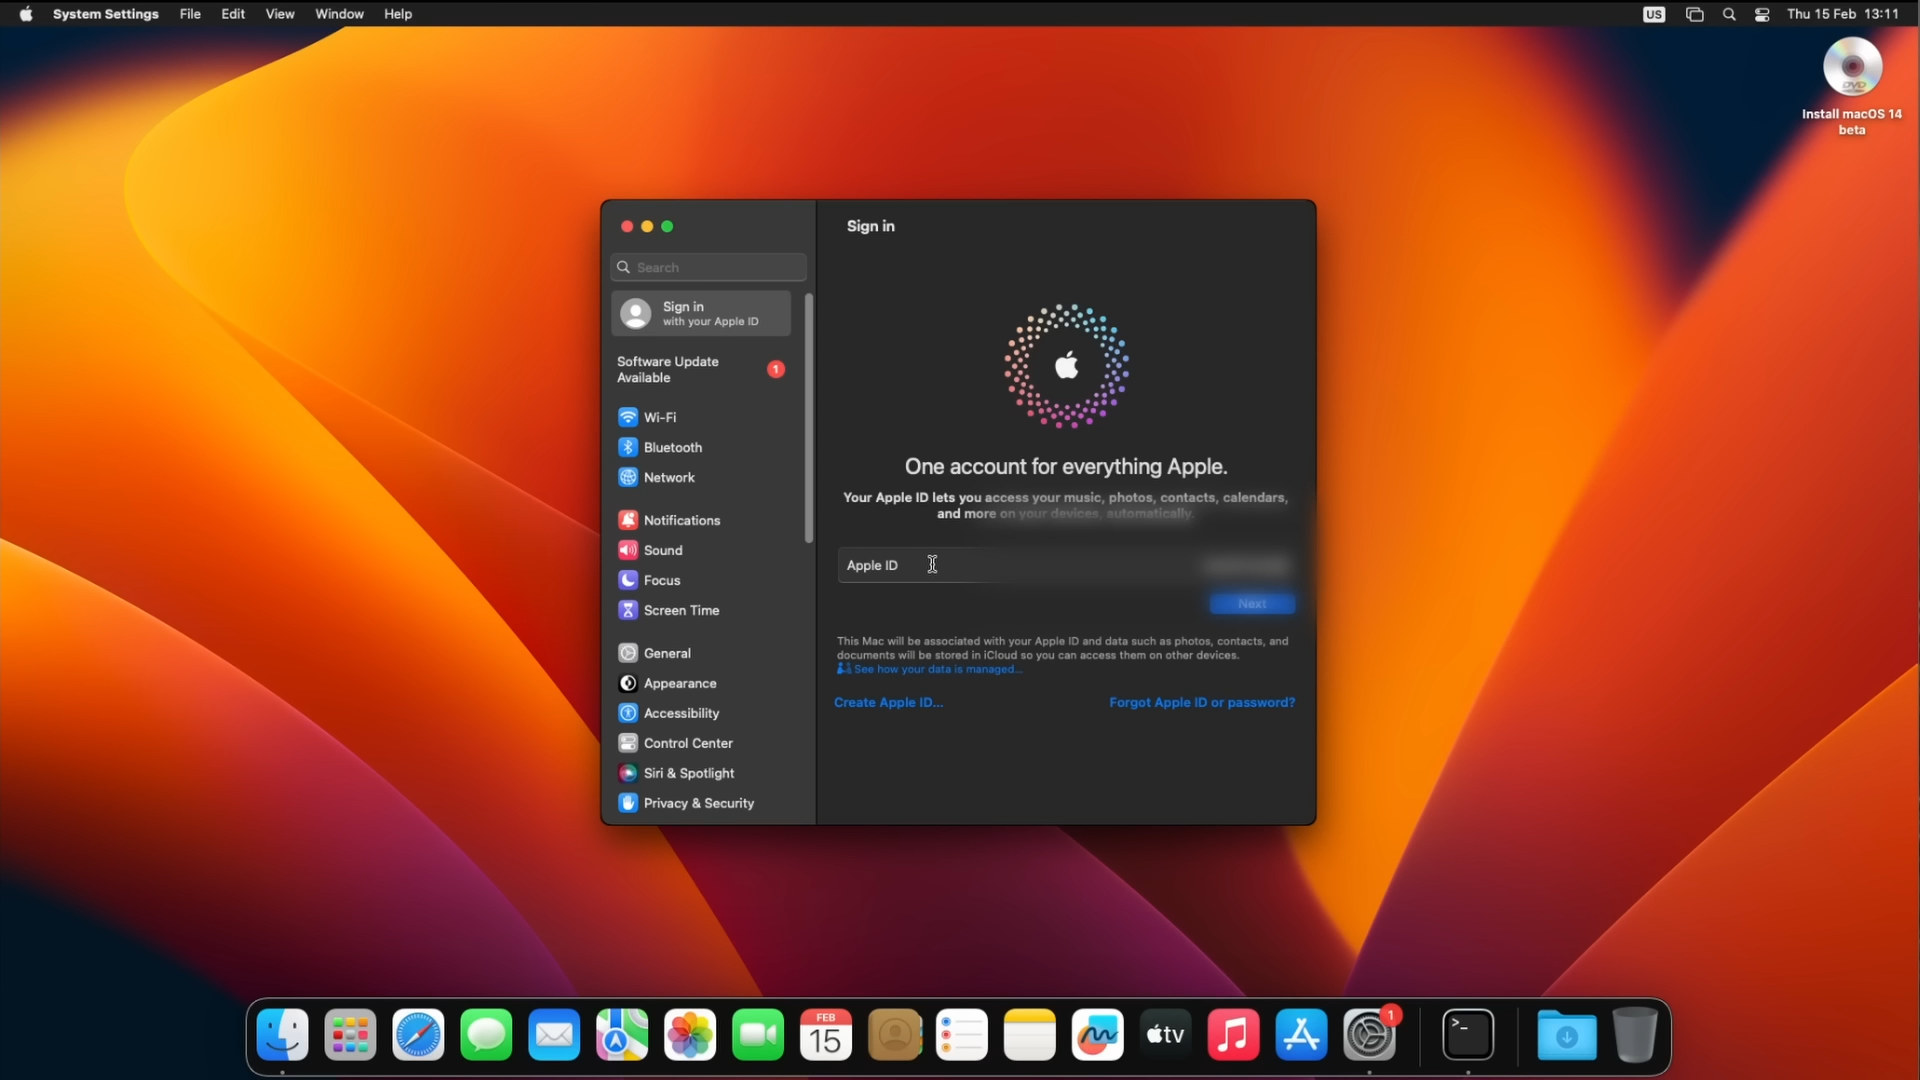 System Settings File Edit View Window Help
US Thu 15 Feb 13:11
DVD
Install macOS 14
beta
Search
Sign in
with your Apple ID
Software Update
Available
1
Wi-Fi
Bluetooth
Network
Notifications
Sound
Focus
Screen Time
General
Appearance
Accessibility
Control Center
Siri & Spotlight
Privacy & Security
Sign in
One account for everything Apple.
Your Apple ID lets you access your music, photos, contacts, calendars,
and more on your devices, automatically.
Apple ID
Next
This Mac will be associated with your Apple ID and data such as photos, contacts, and
documents will be stored in iCloud so you can access them on other devices.
See how your data is managed...
Create Apple ID...
Forgot Apple ID or password?
FEB
15
tv
1
>_